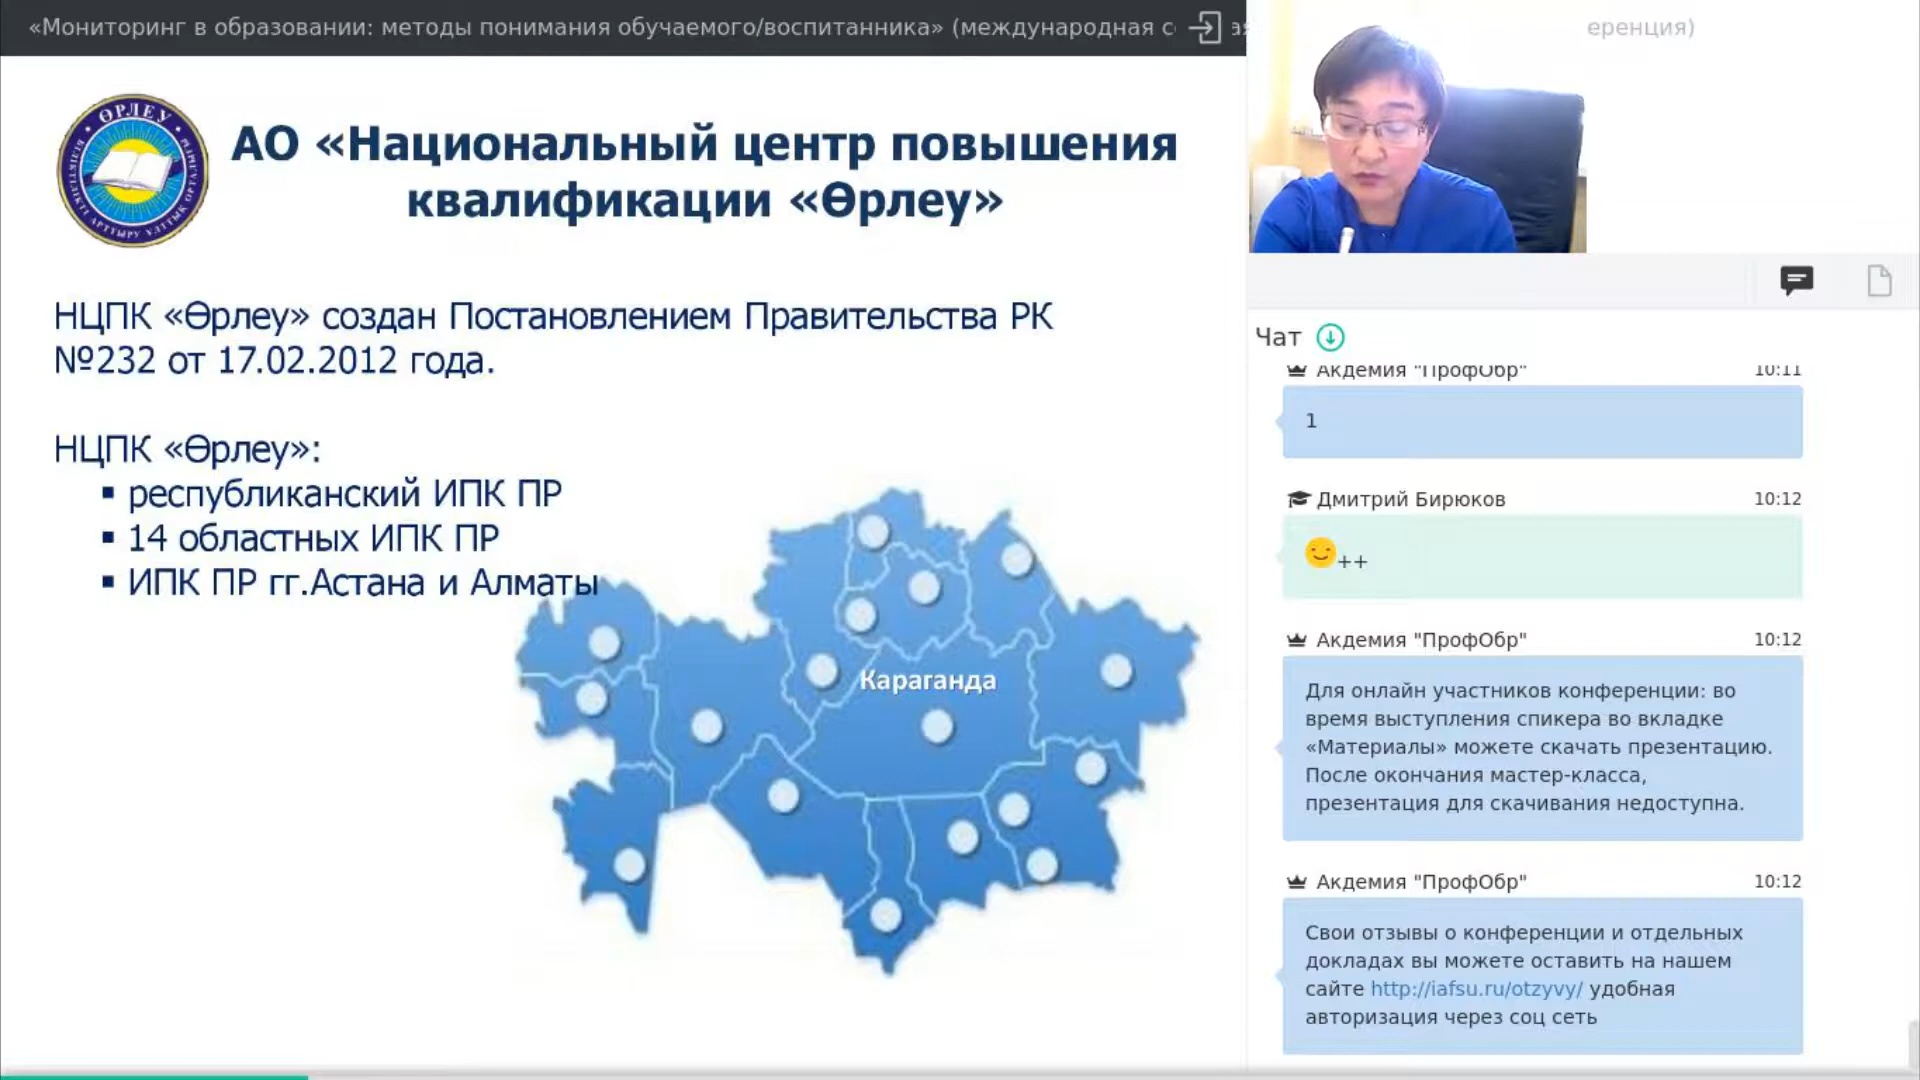 «Мониторинг в образовании: методы понимания обучаемого/воспитанника» (международная с
еренция)
ӨРЛЕУ
АО «Национальный центр повышения
квалификации «Өрлеу»
НЦПК «Өрлеу» создан Постановлением Правительства РК
№232 от 17.02.2012 года.
НЦПК «Өрлеу»:
▪ республиканский ИПК ПР
▪ 14 областных ИПК ПР
▪ ИПК ПР гг.Астана и Алматы
Караганда
Чат
Акдемия "ПрофОбр" 10:11
1
Дмитрий Бирюков 10:12
++
Акдемия "ПрофОбр" 10:12
Для онлайн участников конференции: во
время выступления спикера во вкладке
«Материалы» можете скачать презентацию.
После окончания мастер-класса,
презентация для скачивания недоступна.
Акдемия "ПрофОбр" 10:12
Свои отзывы о конференции и отдельных
докладах вы можете оставить на нашем
сайте http://iafsu.ru/otzyvy/ удобная
авторизация через соц сеть